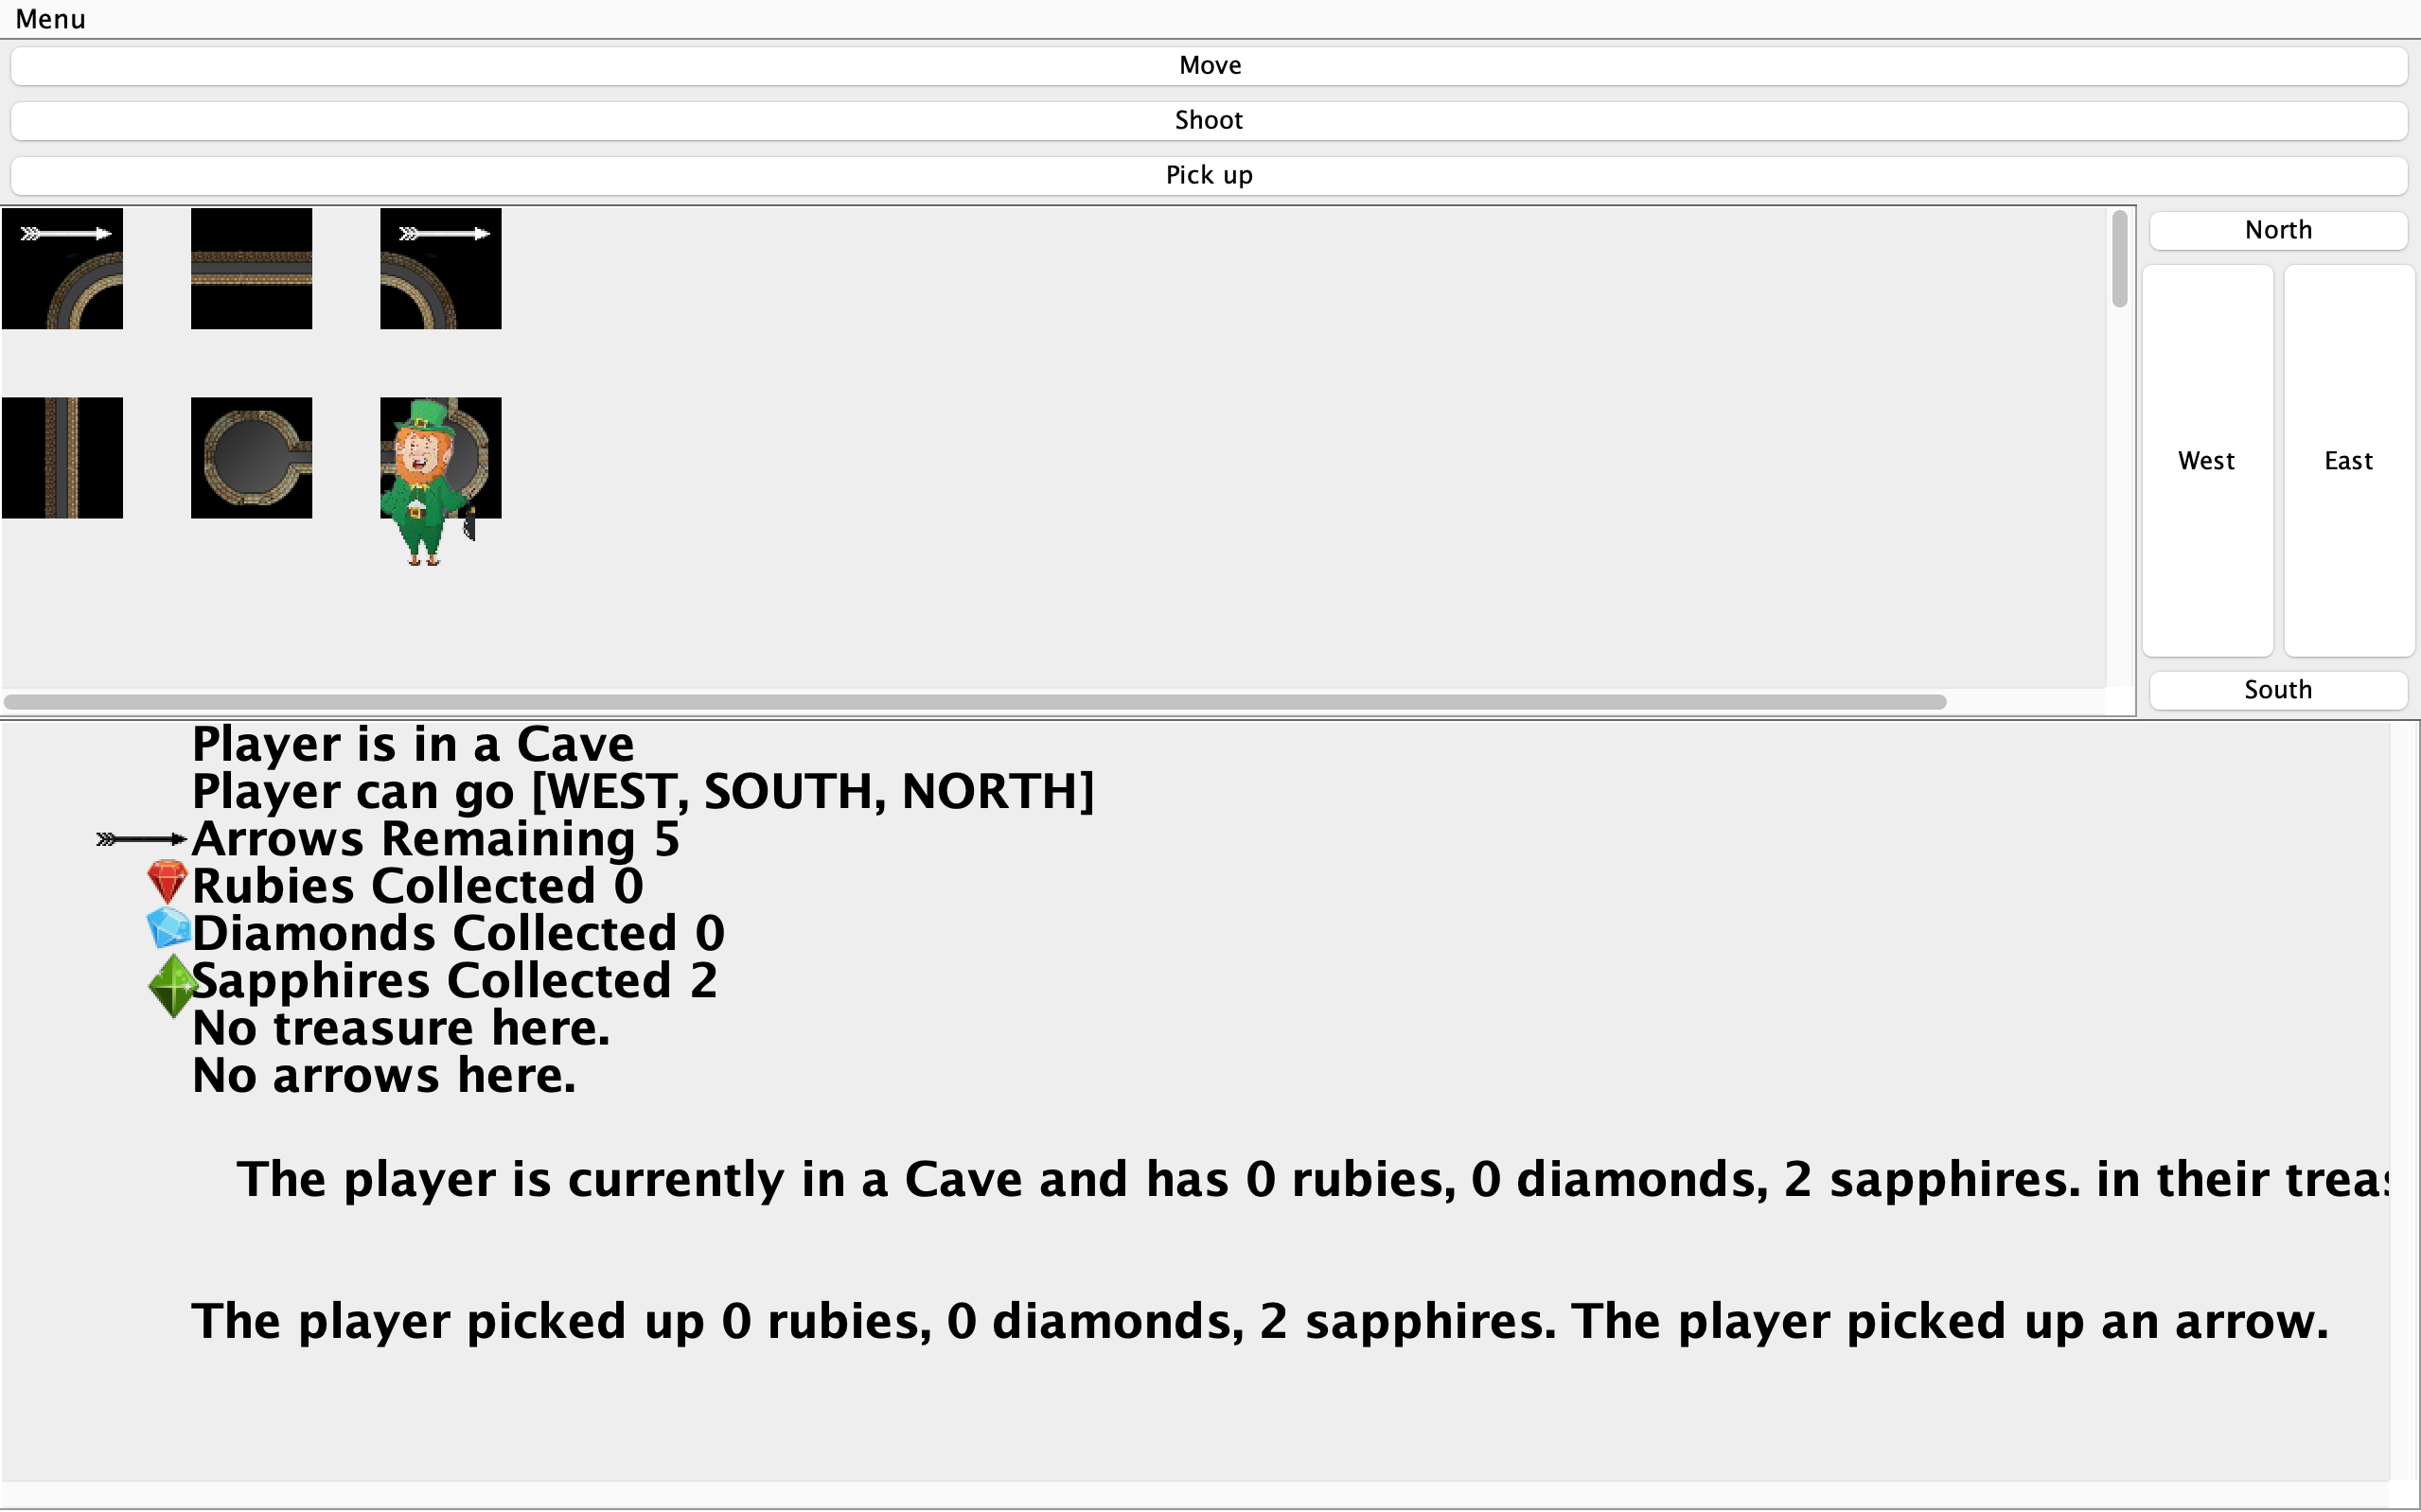 Menu
Move
Shoot
Pick up
North
West
East
South
Player is in a Cave
Player can go [WEST, SOUTH, NORTH]
Arrows Remaining 5
Rubies Collected 0
Diamonds Collected 0
Sapphires Collected 2
No treasure here.
No arrows here.
The player is currently in a Cave and has 0 rubies, 0 diamonds, 2 sapphires. in their
The player picked up 0 rubies, 0 diamonds, 2 sapphires. The player picked up an arrow.